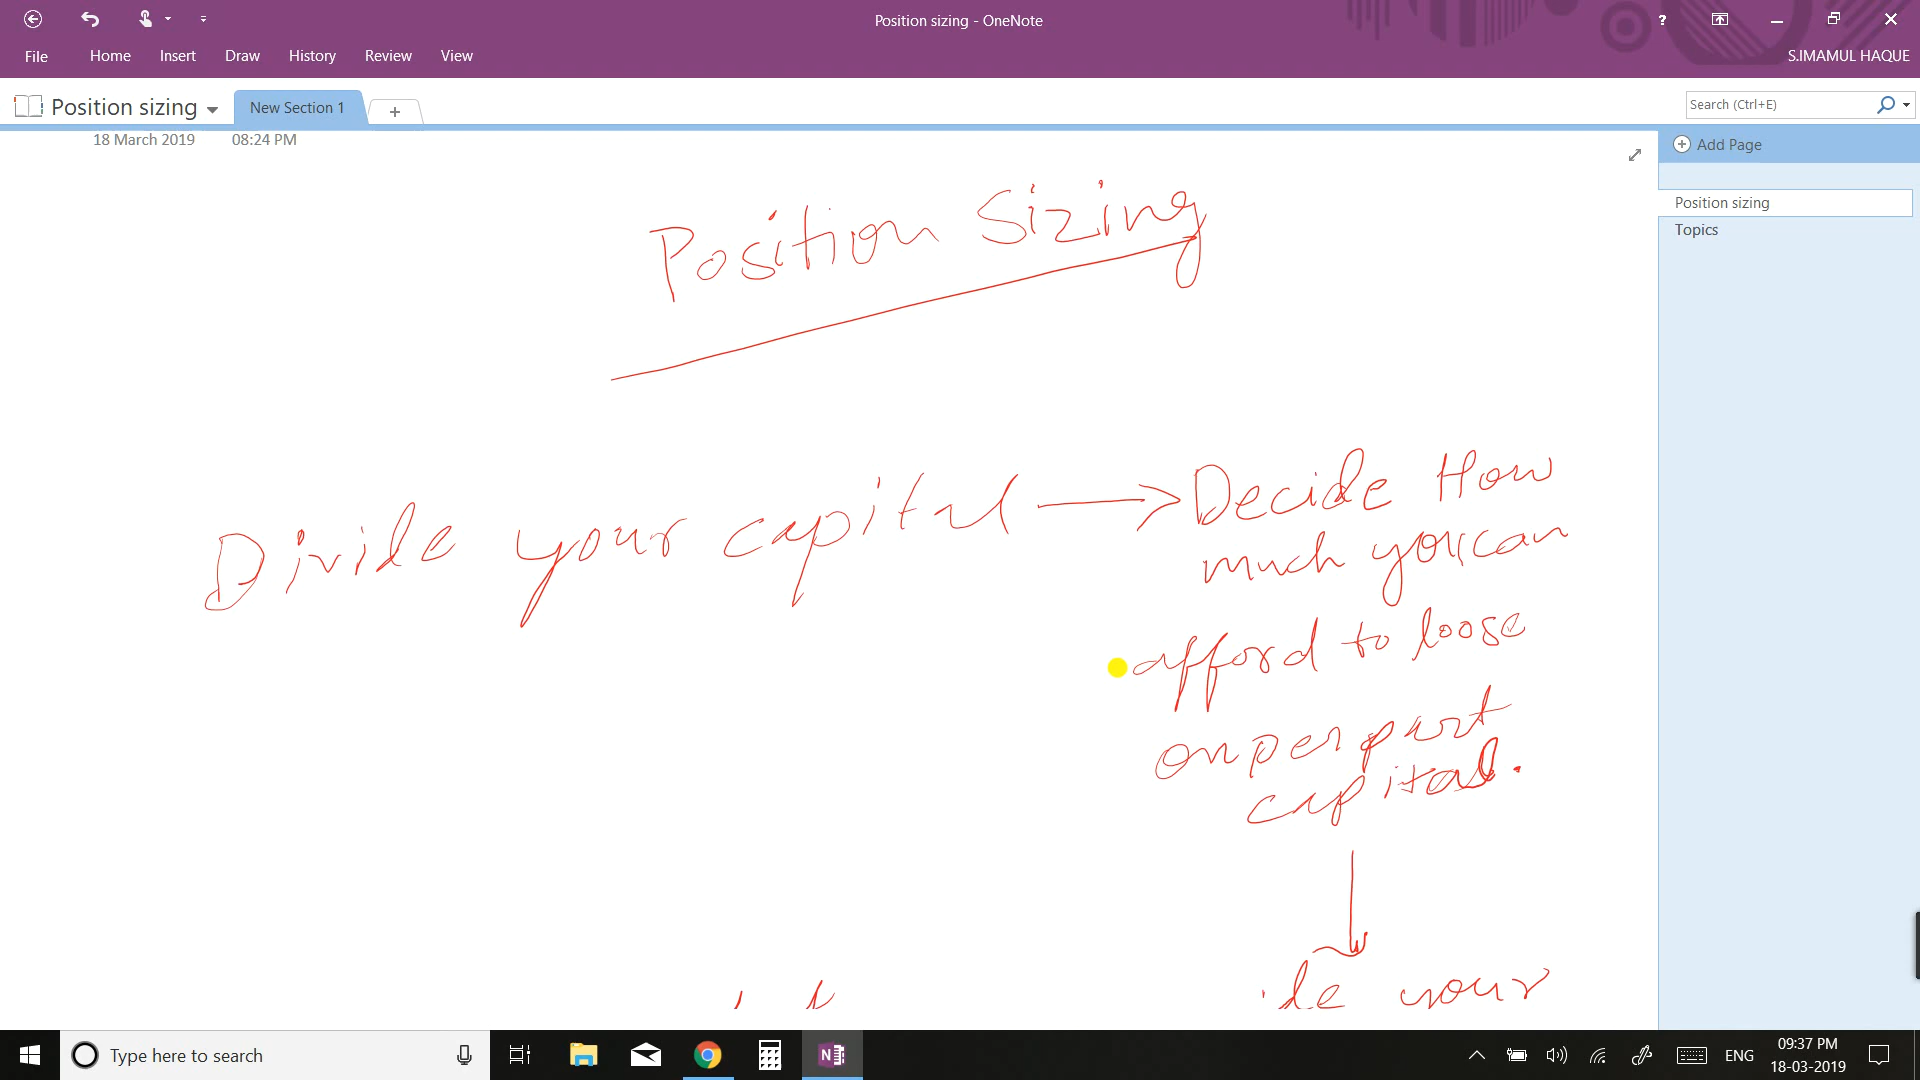 Position sizing - OneNote
?
File Home Insert Draw History Review View
S.IMAMUL HAQUE
Position sizing
New Section 1
+
Search (Ctrl+E)
18 March 2019 08:24 PM
Add Page
Position sizing
Topics
Position Sizing
Divide your capital → Decide How
much you can
afford to loose
on per part
capital.
your
Type here to search
N
ENG
09:37 PM
18-03-2019